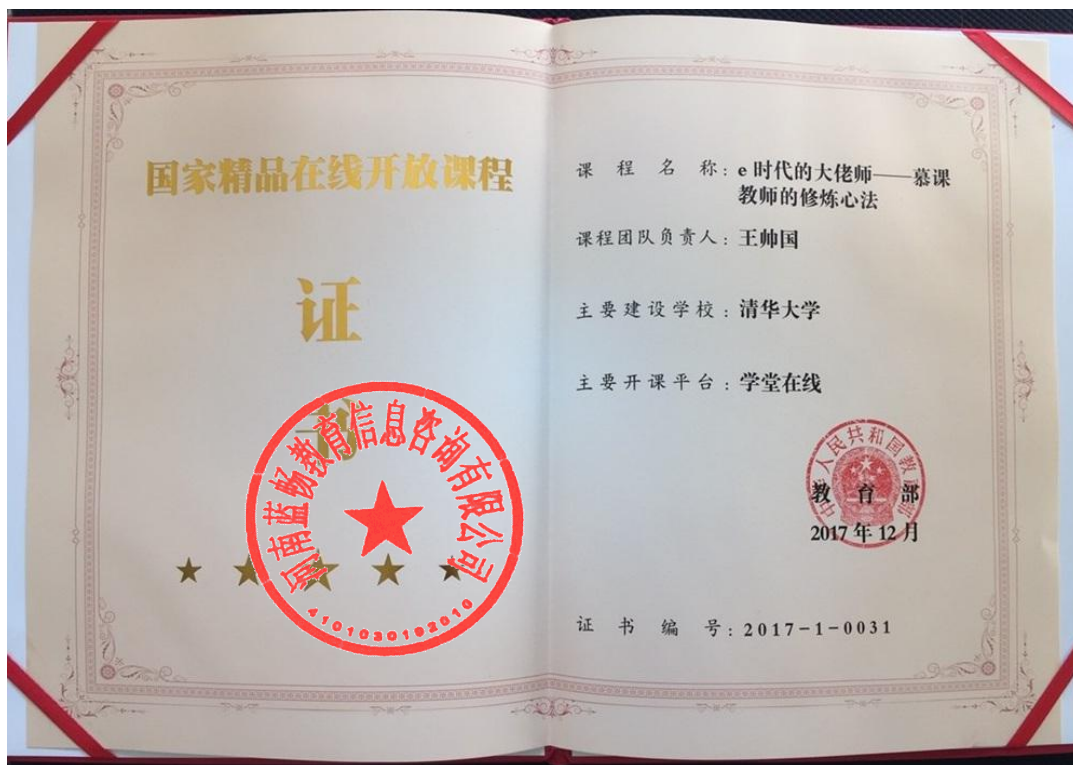 国家精品在线开放课程
证
书
河南蓝畅教育信息咨询有限公司
4101030192010
课程名称：e时代的大佬师——慕课
教师的修炼心法
课程团队负责人：王帅国
主要建设学校：清华大学
主要开课平台：学堂在线
中华人民共和国教育部
教育部
2017年12月
证书编号：2017-1-0031